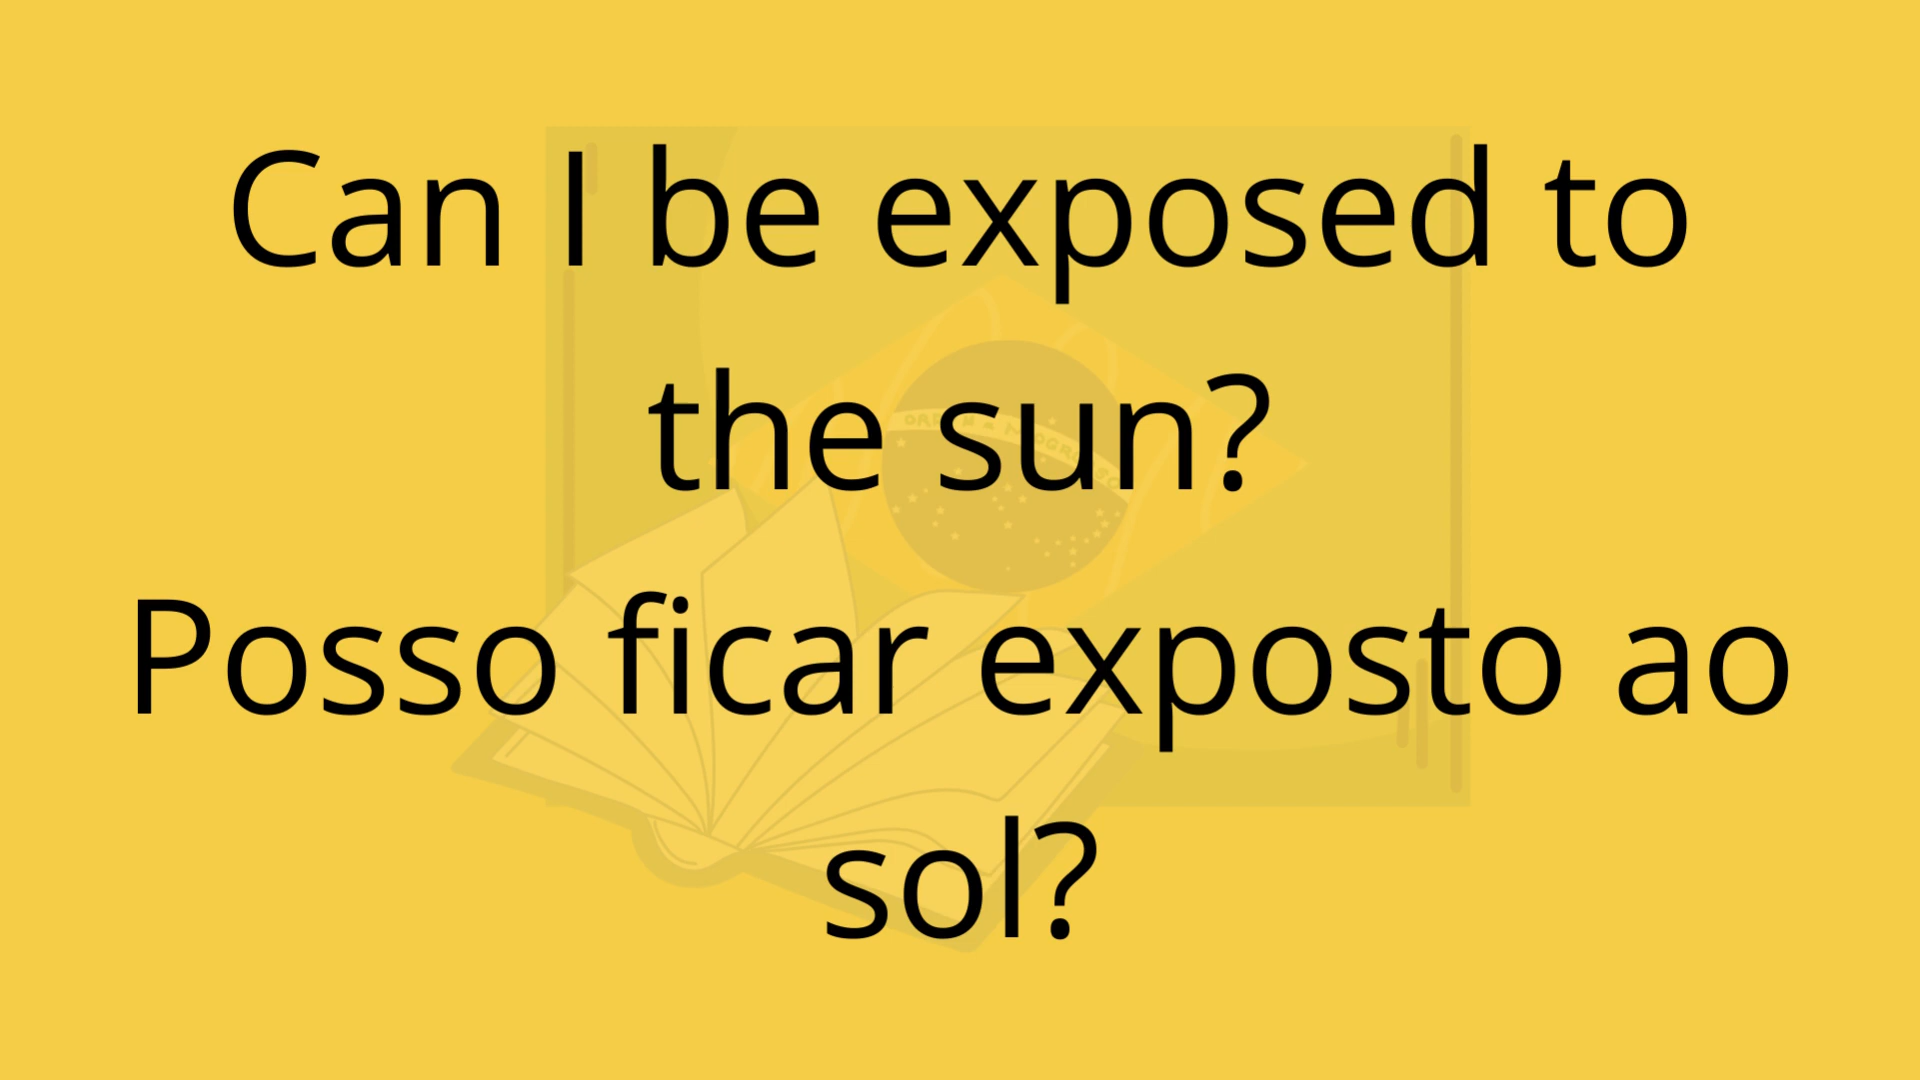 Can I be exposed to
the sun?
Posso ficar exposto ao
sol?